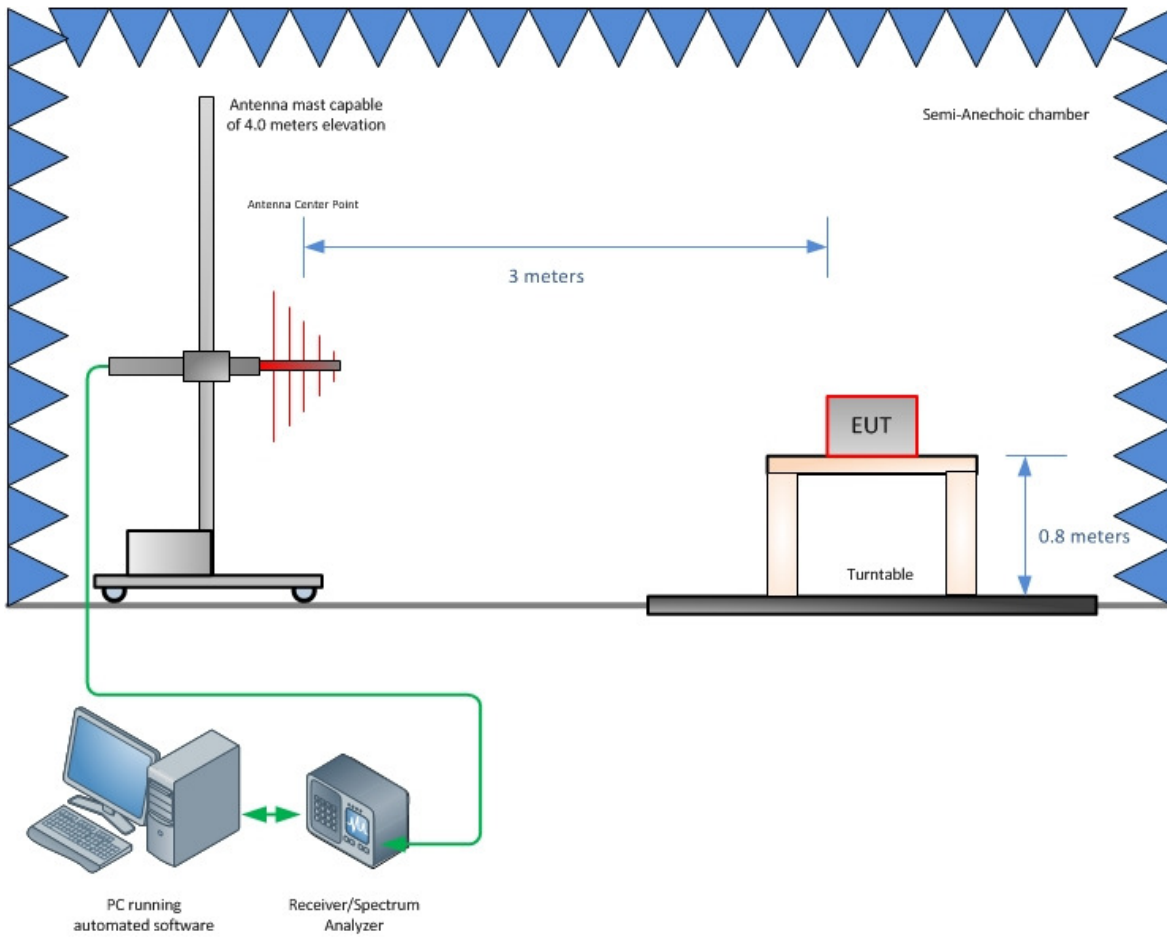 Antenna mast capable
of 4.0 meters elevation
Semi-Anechoic chamber
Antenna Center Point
3 meters
EUT
0.8 meters
Turntable
PC running
automated software
Receiver/Spectrum
Analyzer